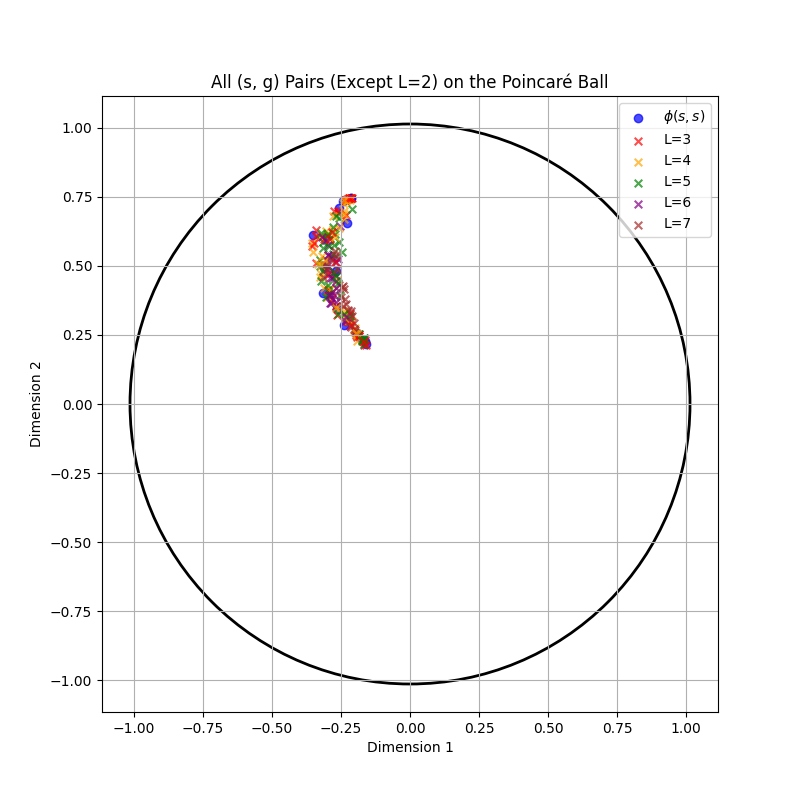 All (s, g) Pairs (Except L=2) on the Poincaré Ball
ϕ(s, s)
L=3
L=4
L=5
L=6
L=7
1.00
0.75
0.50
0.25
0.00
−0.25
−0.50
−0.75
−1.00
Dimension 2
−1.00 −0.75 −0.50 −0.25 0.00 0.25 0.50 0.75 1.00
Dimension 1